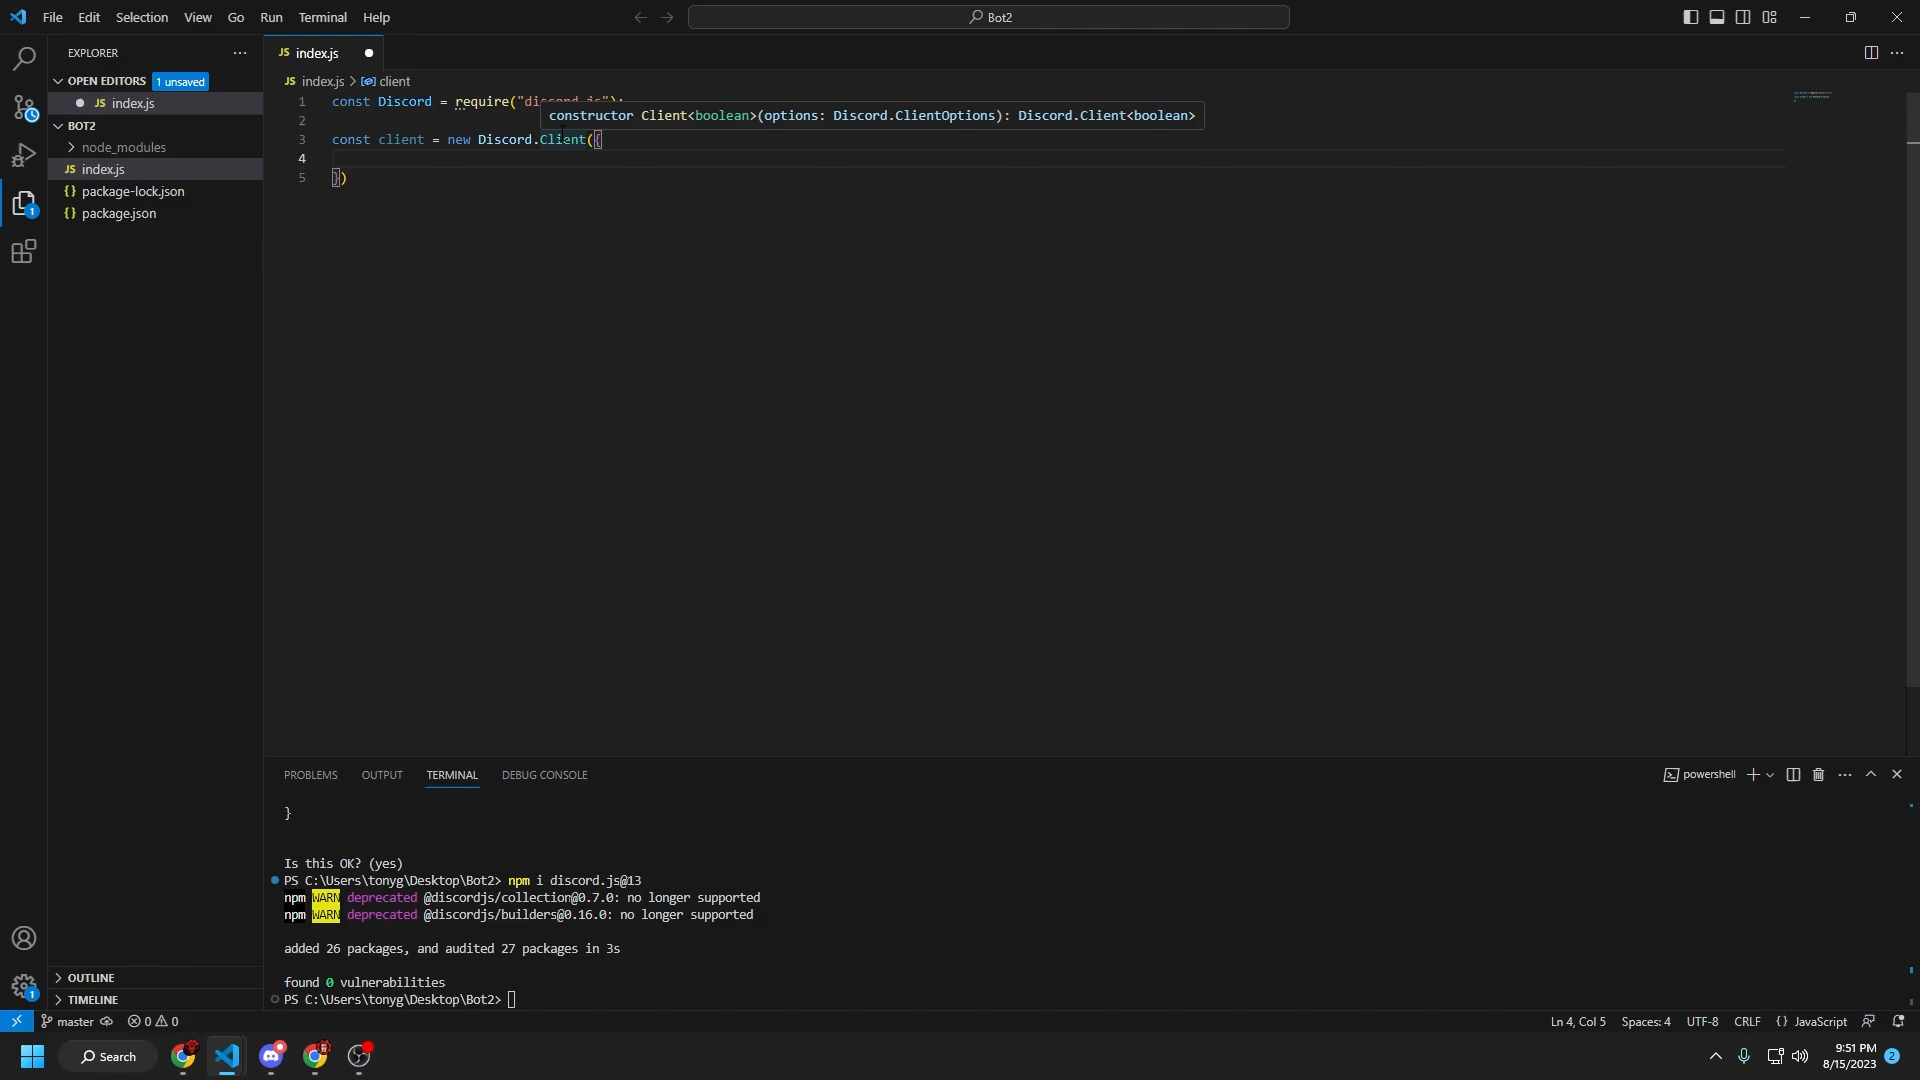 File Edit Selection View Go Run Terminal Help
Bot2
EXPLORER
OPEN EDITORS 1 unsaved
JS index.js
BOT2
node_modules
JS index.js
{} package-lock.json
{} package.json
OUTLINE
TIMELINE
JS index.js
JS index.js > client
1 const Discord = require("discord.js");
constructor Client<boolean>(options: Discord.ClientOptions): Discord.Client<boolean>
2
3 const client = new Discord.Client({
4
5 })
PROBLEMS OUTPUT TERMINAL DEBUG CONSOLE
powershell
}
Is this OK? (yes)
PS C:\Users\tonyg\Desktop\Bot2> npm i discord.js@13
npm WARN deprecated @discordjs/collection@0.7.0: no longer supported
npm WARN deprecated @discordjs/builders@0.16.0: no longer supported
added 26 packages, and audited 27 packages in 3s
found 0 vulnerabilities
PS C:\Users\tonyg\Desktop\Bot2>
1
1
master 0 0
Ln 4, Col 5 Spaces: 4 UTF-8 CRLF {} JavaScript
Search
9:51 PM
8/15/2023
2